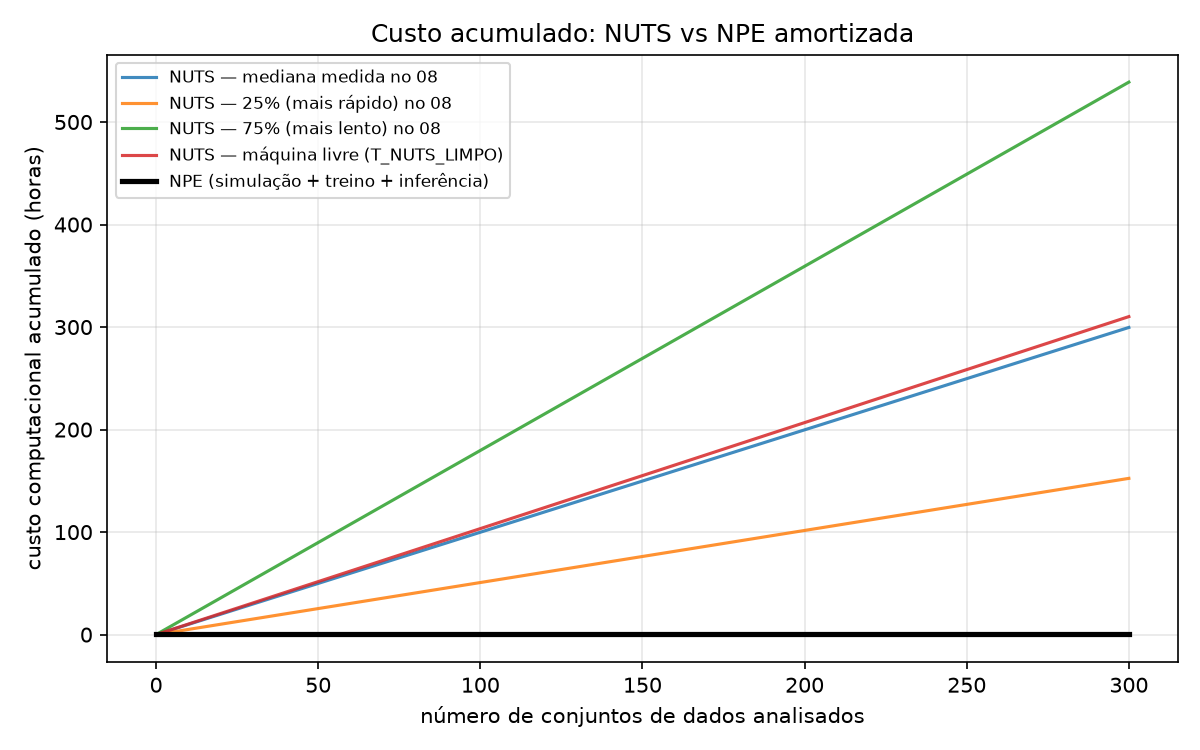 Custo acumulado: NUTS vs NPE amortizada
NUTS — mediana medida no 08
NUTS — 25% (mais rápido) no 08
NUTS — 75% (mais lento) no 08
NUTS — máquina livre (T_NUTS_LIMPO)
NPE (simulação + treino + inferência)
custo computacional acumulado (horas)
500
400
300
200
100
0
0 50 100 150 200 250 300
número de conjuntos de dados analisados